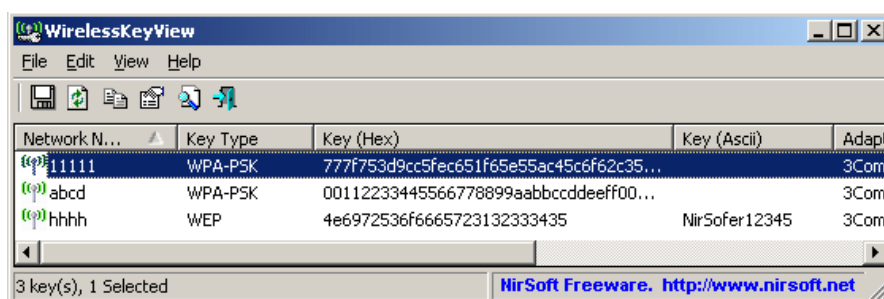 WirelessKeyView
File Edit View Help
Network N... Key Type Key (Hex) Key (Ascii) Adap
11111 WPA-PSK 777f753d9cc5fec651f65e55ac45c6f62c35... 3Com
abcd WPA-PSK 00112233445566778899aabbccddeeff00... 3Com
hhhh WEP 4e6972536f6665723132333435 NirSofer12345 3Com
3 key(s), 1 Selected NirSoft Freeware. http://www.nirsoft.net